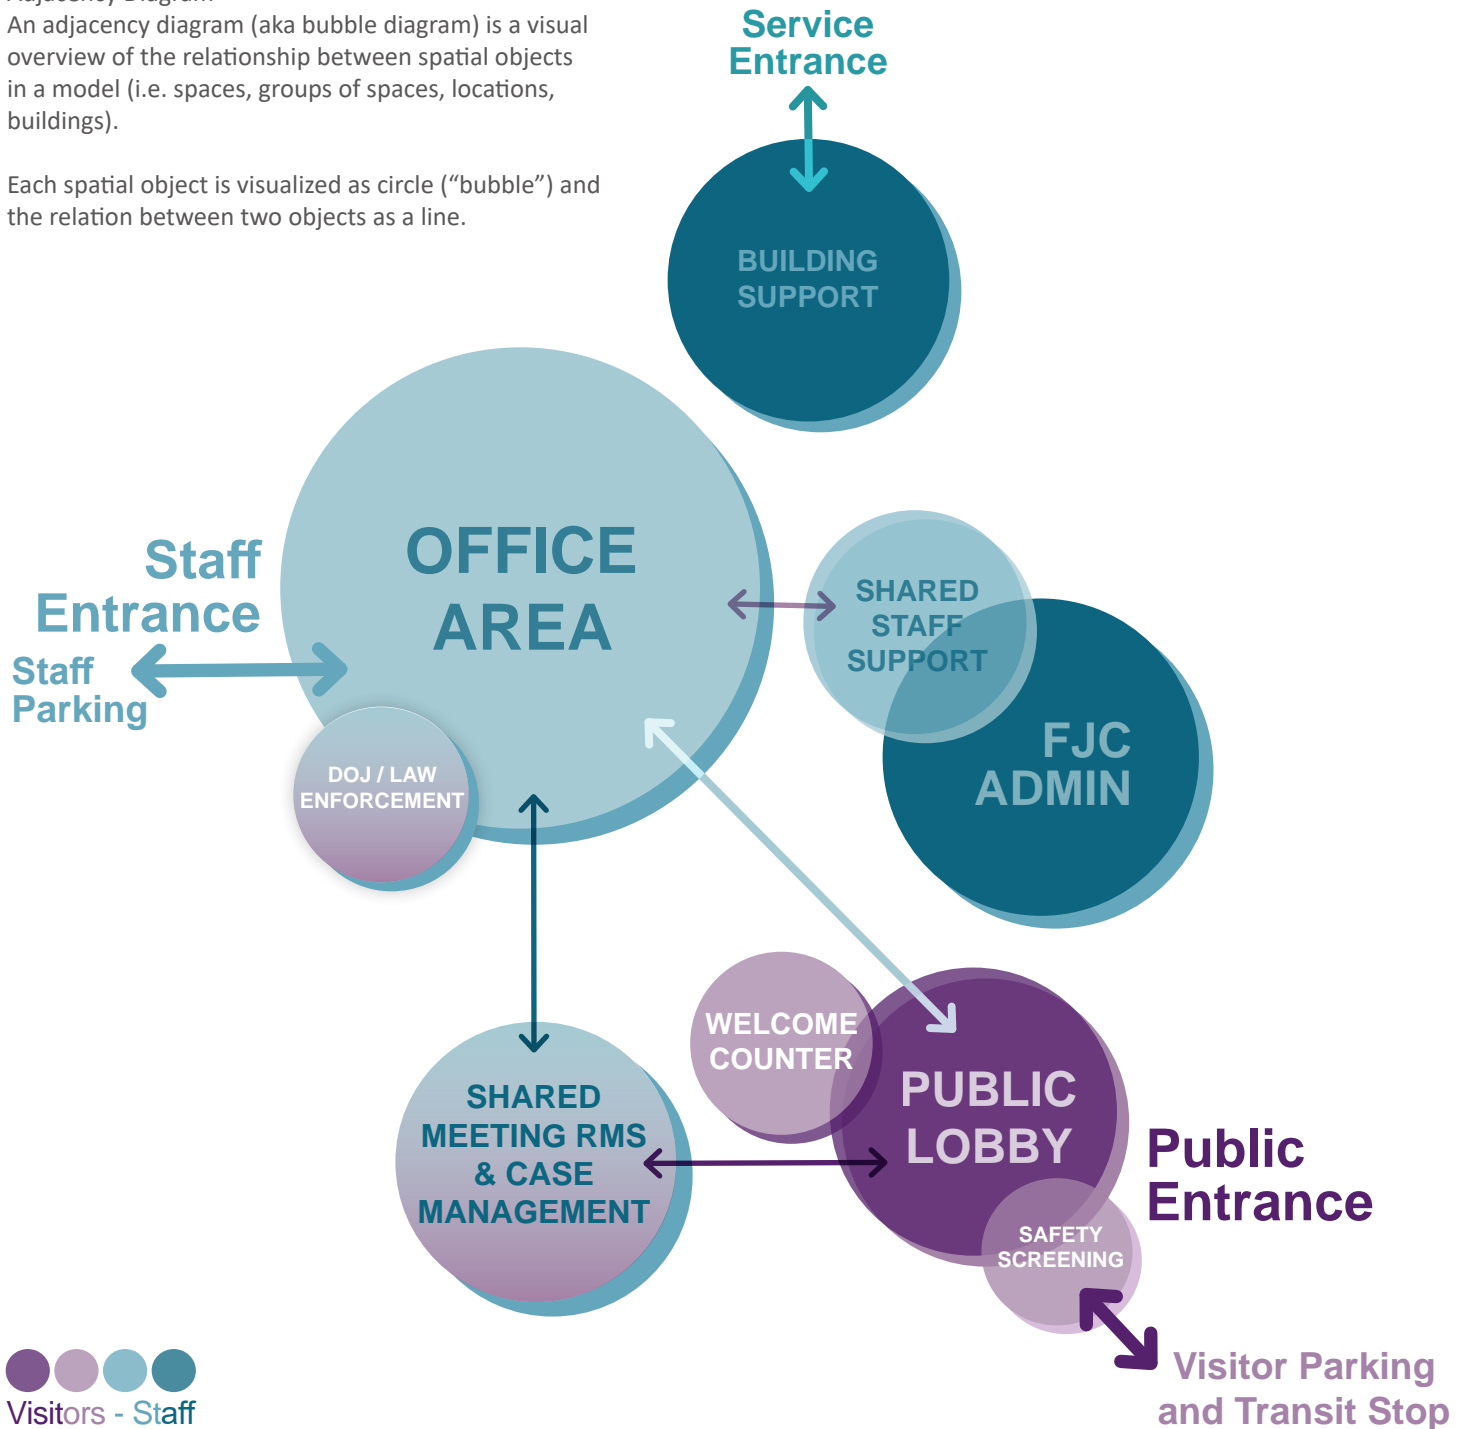 Adjacency Diagram
An adjacency diagram (aka bubble diagram) is a visual
overview of the relationship between spatial objects
in a model (i.e. spaces, groups of spaces, locations,
buildings).
Each spatial object is visualized as circle (“bubble”) and
the relation between two objects as a line.
Service
Entrance
BUILDING
SUPPORT
OFFICE
AREA
Staff
Entrance
Staff
Parking
SHARED
STAFF
SUPPORT
FJC
ADMIN
DOJ / LAW
ENFORCEMENT
WELCOME
COUNTER
PUBLIC
LOBBY
SHARED
MEETING RMS
& CASE
MANAGEMENT
Public
Entrance
SAFETY
SCREENING
Visitor Parking
and Transit Stop
Visitors - Staff